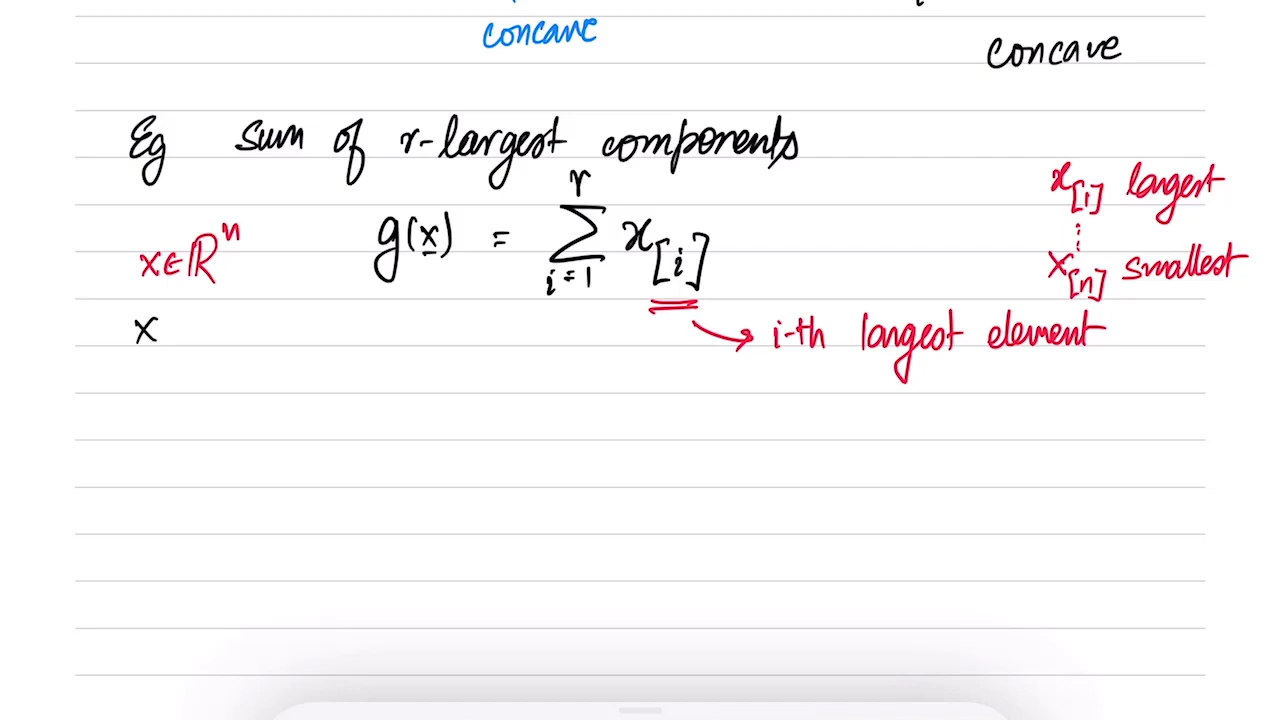 concave
concave
Eg sum of r-largest components
x[1] largest
⋮
x[n] smallest
x∈ℝⁿ g(x) = Σ_{i=1}^{r} x[i]
→ i-th largest element
x